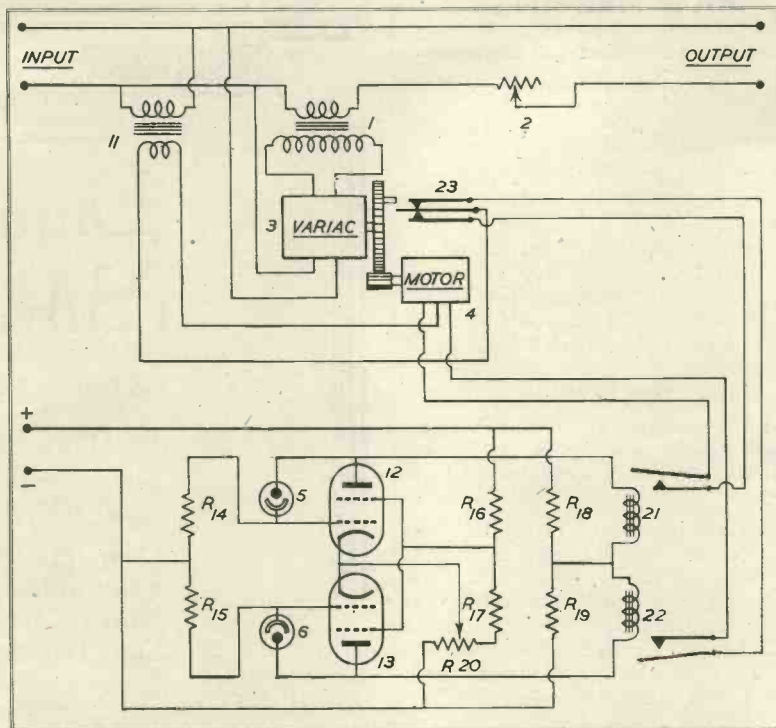 INPUT
OUTPUT
11
1
2
23
3
VARIAC
MOTOR
4
+
−
R14
5
12
R16
R18
21
R15
6
13
R17
R19
22
R 20